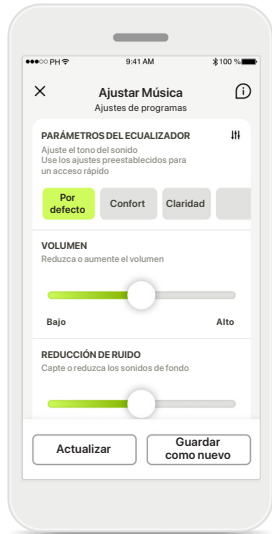 PH 9:41 AM 100 %
Ajustar Música
Ajustes de programas
PARÁMETROS DEL ECUALIZADOR
Ajuste el tono del sonido
Use los ajustes preestablecidos para
un acceso rápido
Por
defecto
Confort
Claridad
VOLUMEN
Reduzca o aumente el volumen
Bajo Alto
REDUCCIÓN DE RUIDO
Capte o reduzca los sonidos de fondo
Actualizar
Guardar
como nuevo